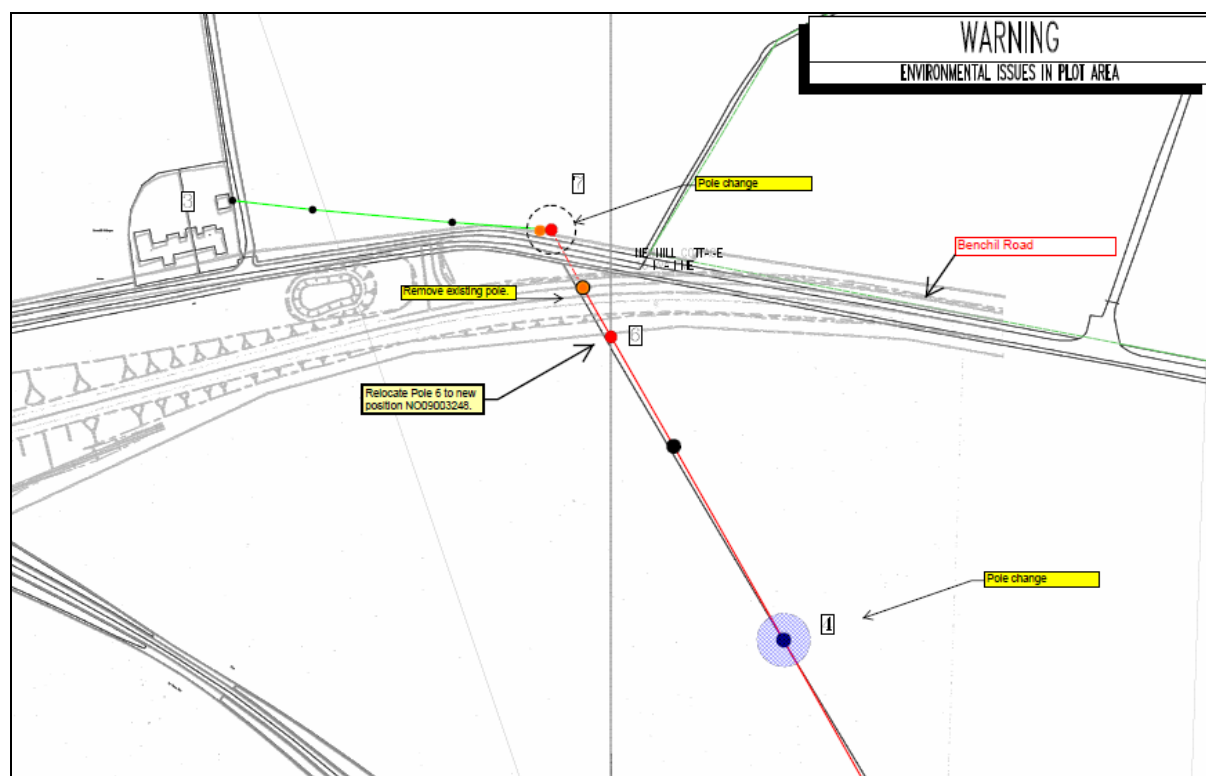 WARNING
ENVIRONMENTAL ISSUES IN PLOT AREA
7
Pole change
3
Benchil Road
Remove existing pole.
6
Relocate Pole 6 to new
position NO09003248.
Pole change
4